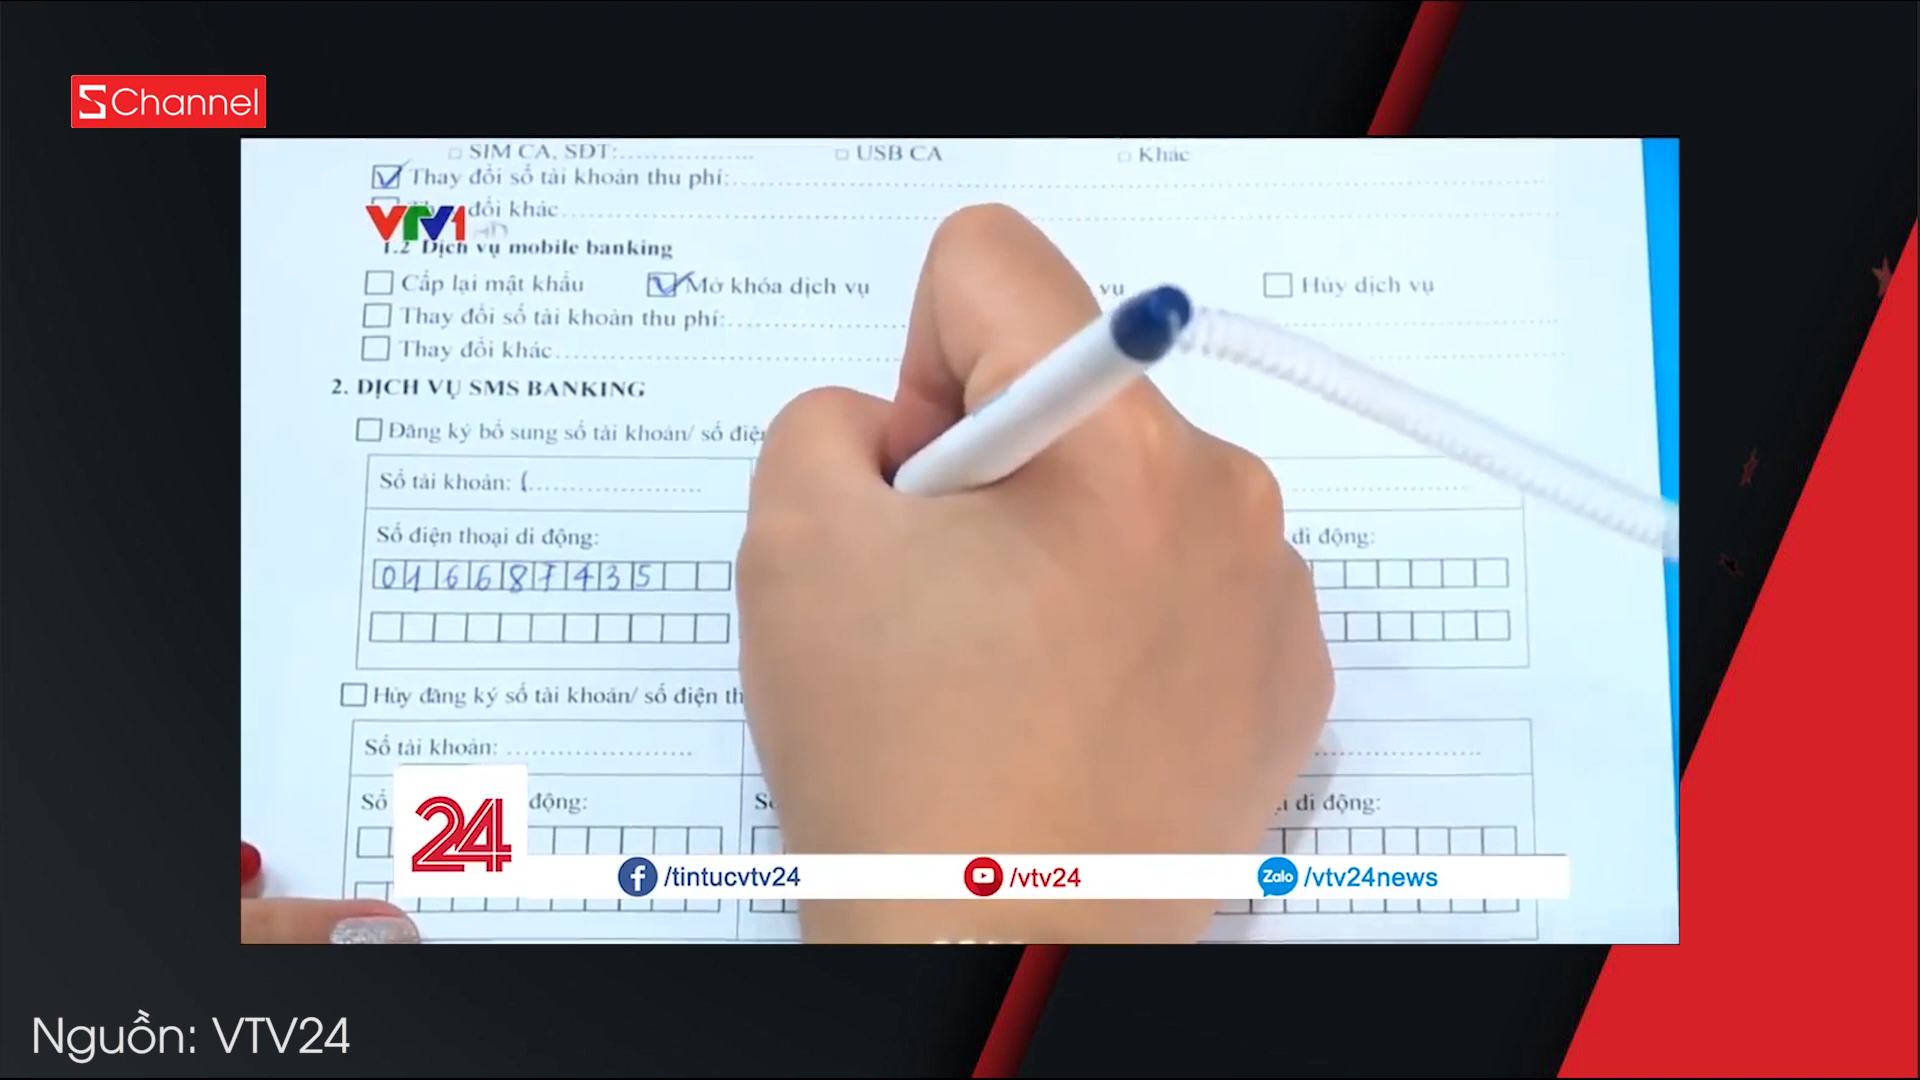 S Channel
□ SIM CA, SĐT:.................... □ USB CA □ Khác
Thay đổi số tài khoản thu phí:
đổi khác
VTV1
HD
1.2 Dịch vụ mobile banking
Cấp lại mật khẩu Mở khóa dịch vụ vụ Hủy dịch vụ
Thay đổi số tài khoản thu phí:
Thay đổi khác
2. DỊCH VỤ SMS BANKING
Đăng ký bổ sung số tài khoản/ số điện
Số tài khoản: (
Số điện thoại di động: di động:
0166887435
Hủy đăng ký số tài khoản/ số điện th
Số tài khoản:
Số động: di động:
24
/tintucvtv24 /vtv24 Zalo /vtv24news
Nguồn: VTV24